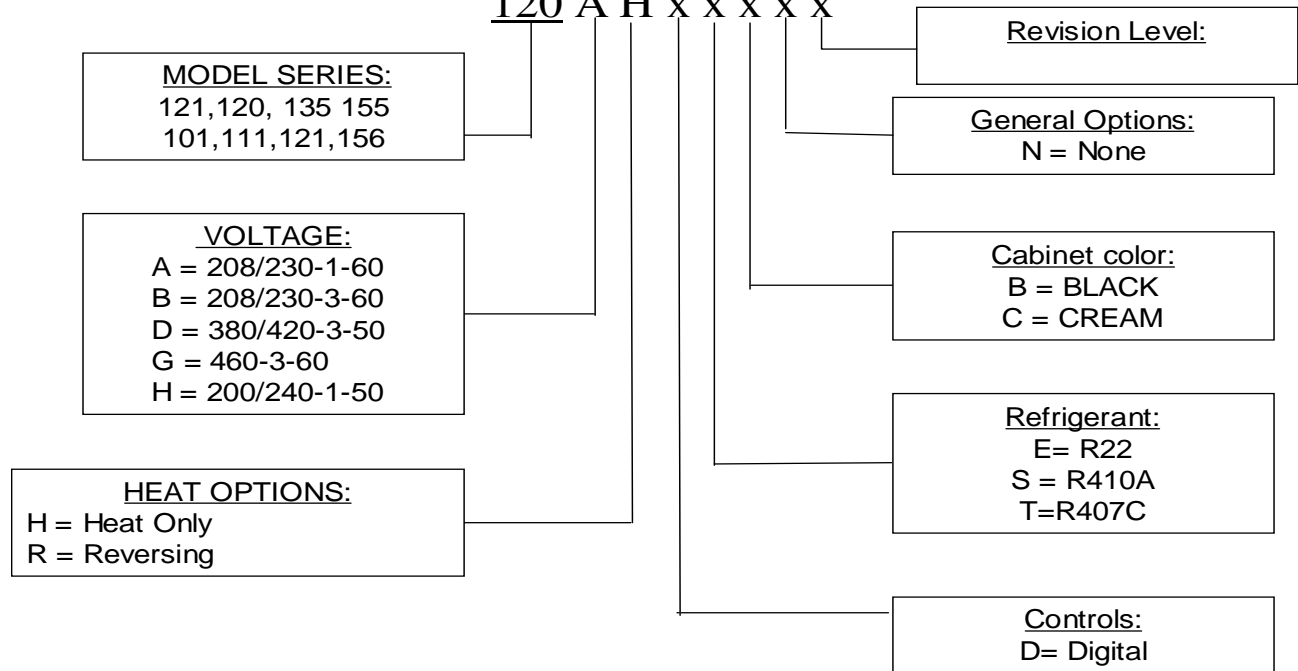 120 A H x x x x x
MODEL SERIES:
121,120, 135 155
101,111,121,156
VOLTAGE:
A = 208/230-1-60
B = 208/230-3-60
D = 380/420-3-50
G = 460-3-60
H = 200/240-1-50
HEAT OPTIONS:
H = Heat Only
R = Reversing
Revision Level:
General Options:
N = None
Cabinet color:
B = BLACK
C = CREAM
Refrigerant:
E= R22
S = R410A
T=R407C
Controls:
D= Digital